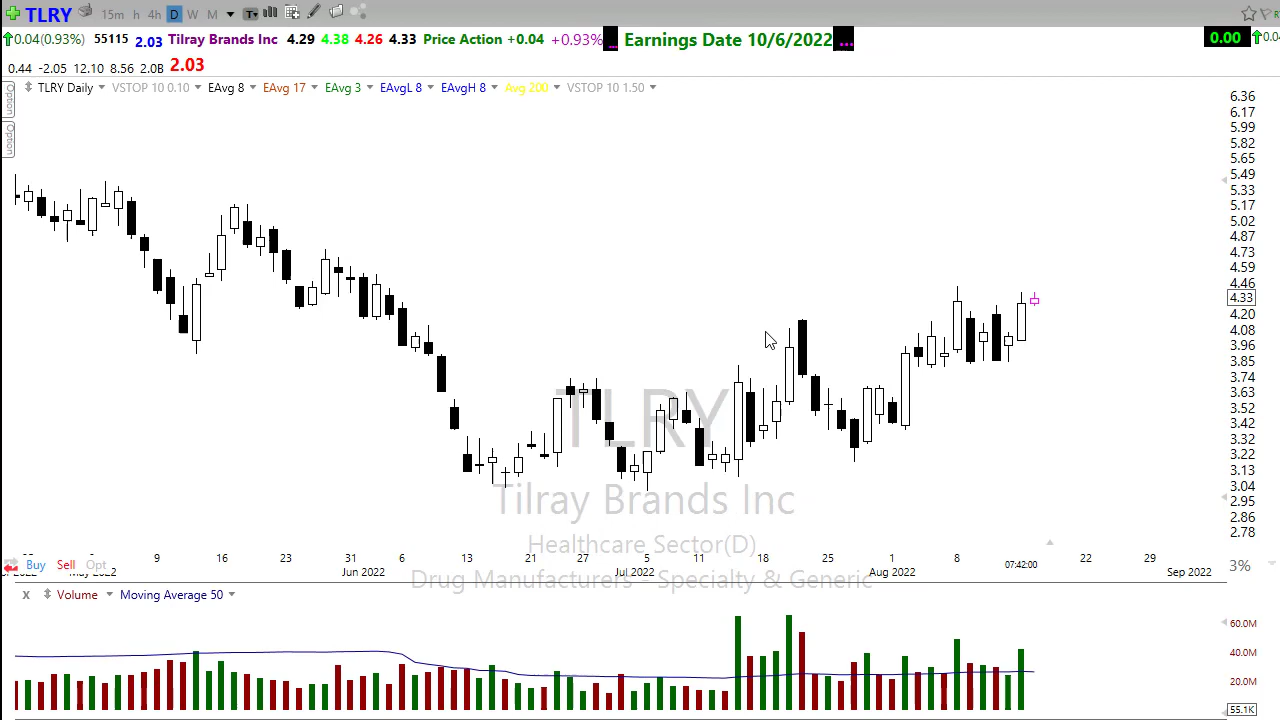 TLRY 15m h 4h D W M T
0.04(0.93%) 55115 2.03 Tilray Brands Inc 4.29 4.38 4.26 4.33 Price Action +0.04 +0.93% ... Earnings Date 10/6/2022 ... 0.00
0.44 -2.05 12.10 8.56 2.0B 2.03
TLRY Daily VSTOP 10 0.10 EAvg 8 EAvg 17 EAvg 3 EAvgL 8 EAvgH 8 Avg 200 VSTOP 10 1.50
Option
Option
6.36
6.17
5.99
5.82
5.65
5.49
5.33
5.17
5.02
4.87
4.73
4.59
4.46
4.33
4.20
4.08
3.96
3.85
3.74
3.63
3.52
3.42
3.32
3.22
3.13
3.04
2.95
2.86
2.78
TLRY
Tilray Brands Inc
Healthcare Sector(D)
Drug Manufacturers - Specialty & Generic
9 16 23 31 6 13 21 27 5 11 18 25 1 8 22 29
Buy Sell Opt 07:42:00 3%
May 2022 Jun 2022 Jul 2022 Aug 2022 Sep 2022
x Volume Moving Average 50
60.0M
40.0M
20.0M
55.1K